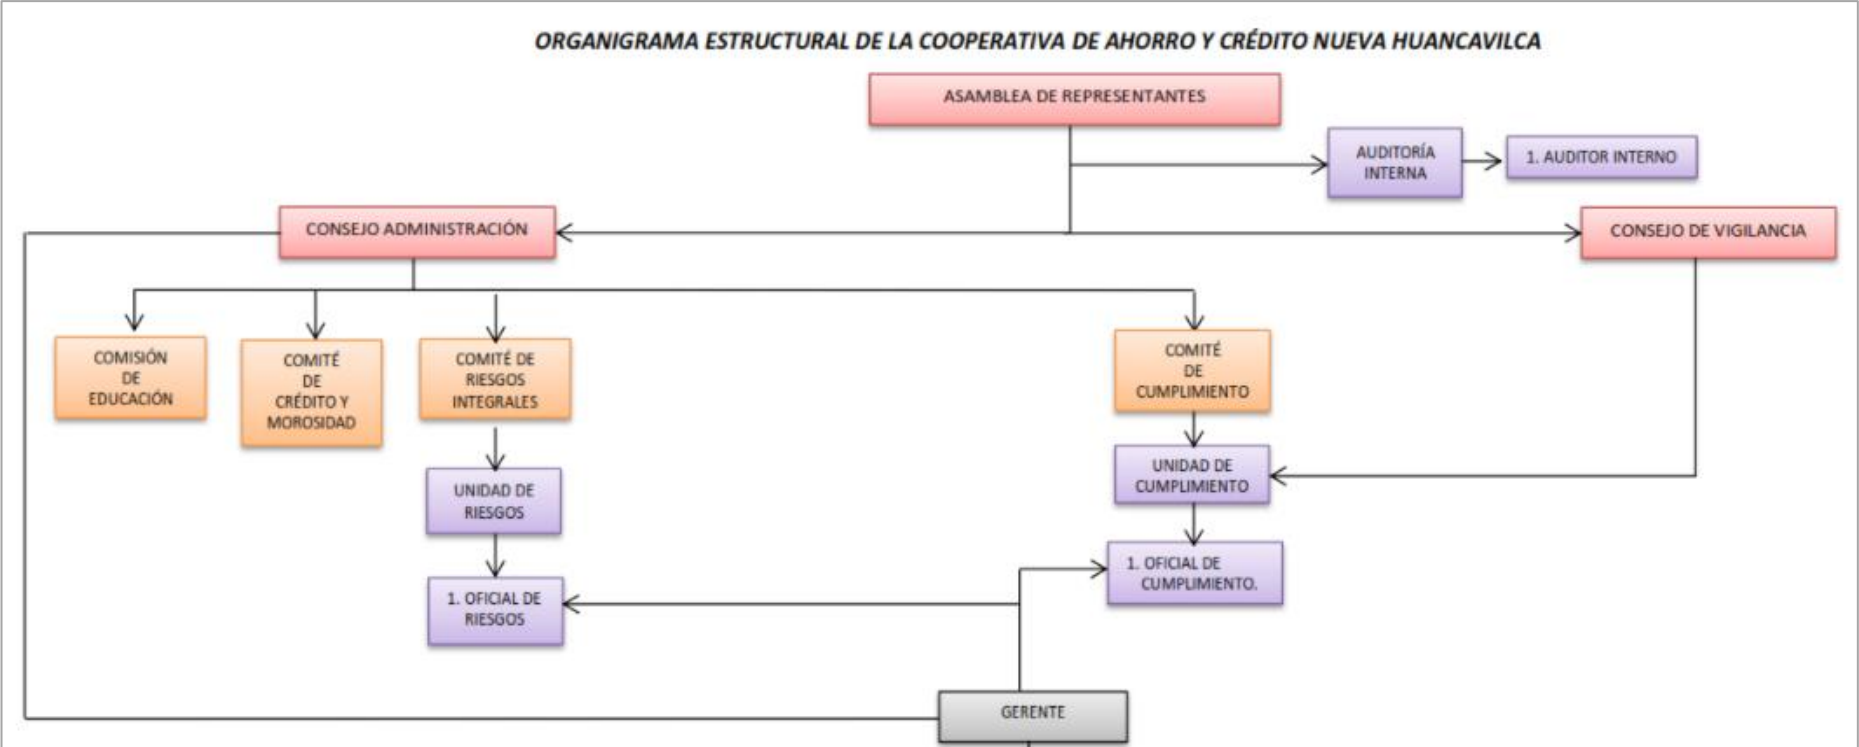 ORGANIGRAMA ESTRUCTURAL DE LA COOPERATIVA DE AHORRO Y CRÉDITO NUEVA HUANCAVILCA
ASAMBLEA DE REPRESENTANTES
AUDITORÍA
INTERNA
1. AUDITOR INTERNO
CONSEJO ADMINISTRACIÓN
CONSEJO DE VIGILANCIA
COMISIÓN
DE
EDUCACIÓN
COMITÉ
DE
CRÉDITO Y
MOROSIDAD
COMITÉ DE
RIESGOS
INTEGRALES
COMITÉ
DE
CUMPLIMIENTO
UNIDAD DE
RIESGOS
UNIDAD DE
CUMPLIMIENTO
1. OFICIAL DE
RIESGOS
1. OFICIAL DE
CUMPLIMIENTO.
GERENTE